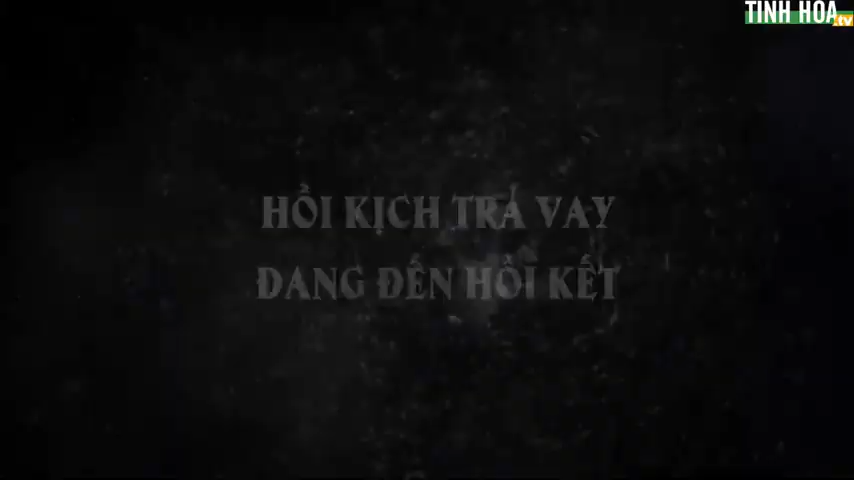 TINH HOA.tv
HỒI KỊCH TRẢ VAY
ĐANG ĐẾN HỒI KẾT